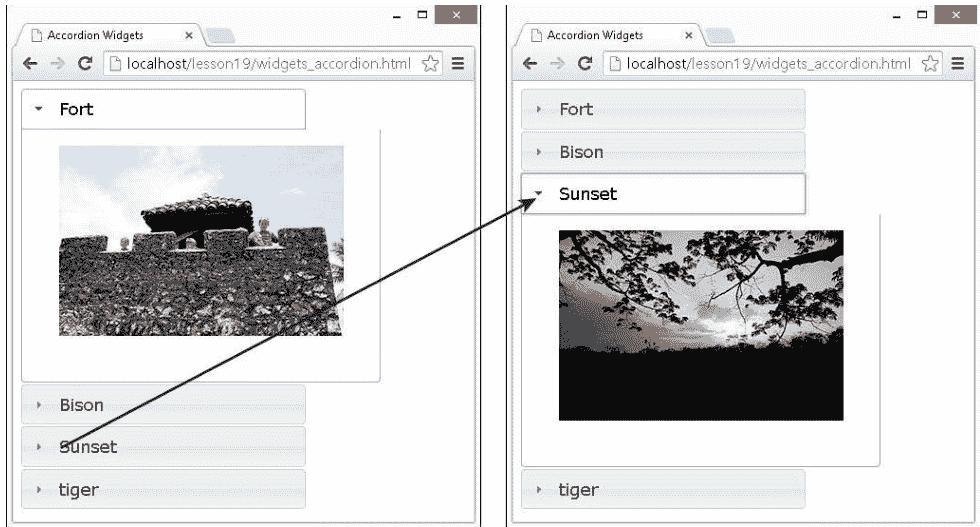 Accordion Widgets
localhost/lesson19/widgets_accordion.html
Fort
Bison
Sunset
tiger
Accordion Widgets
localhost/lesson19/widgets_accordion.html
Fort
Bison
Sunset
tiger